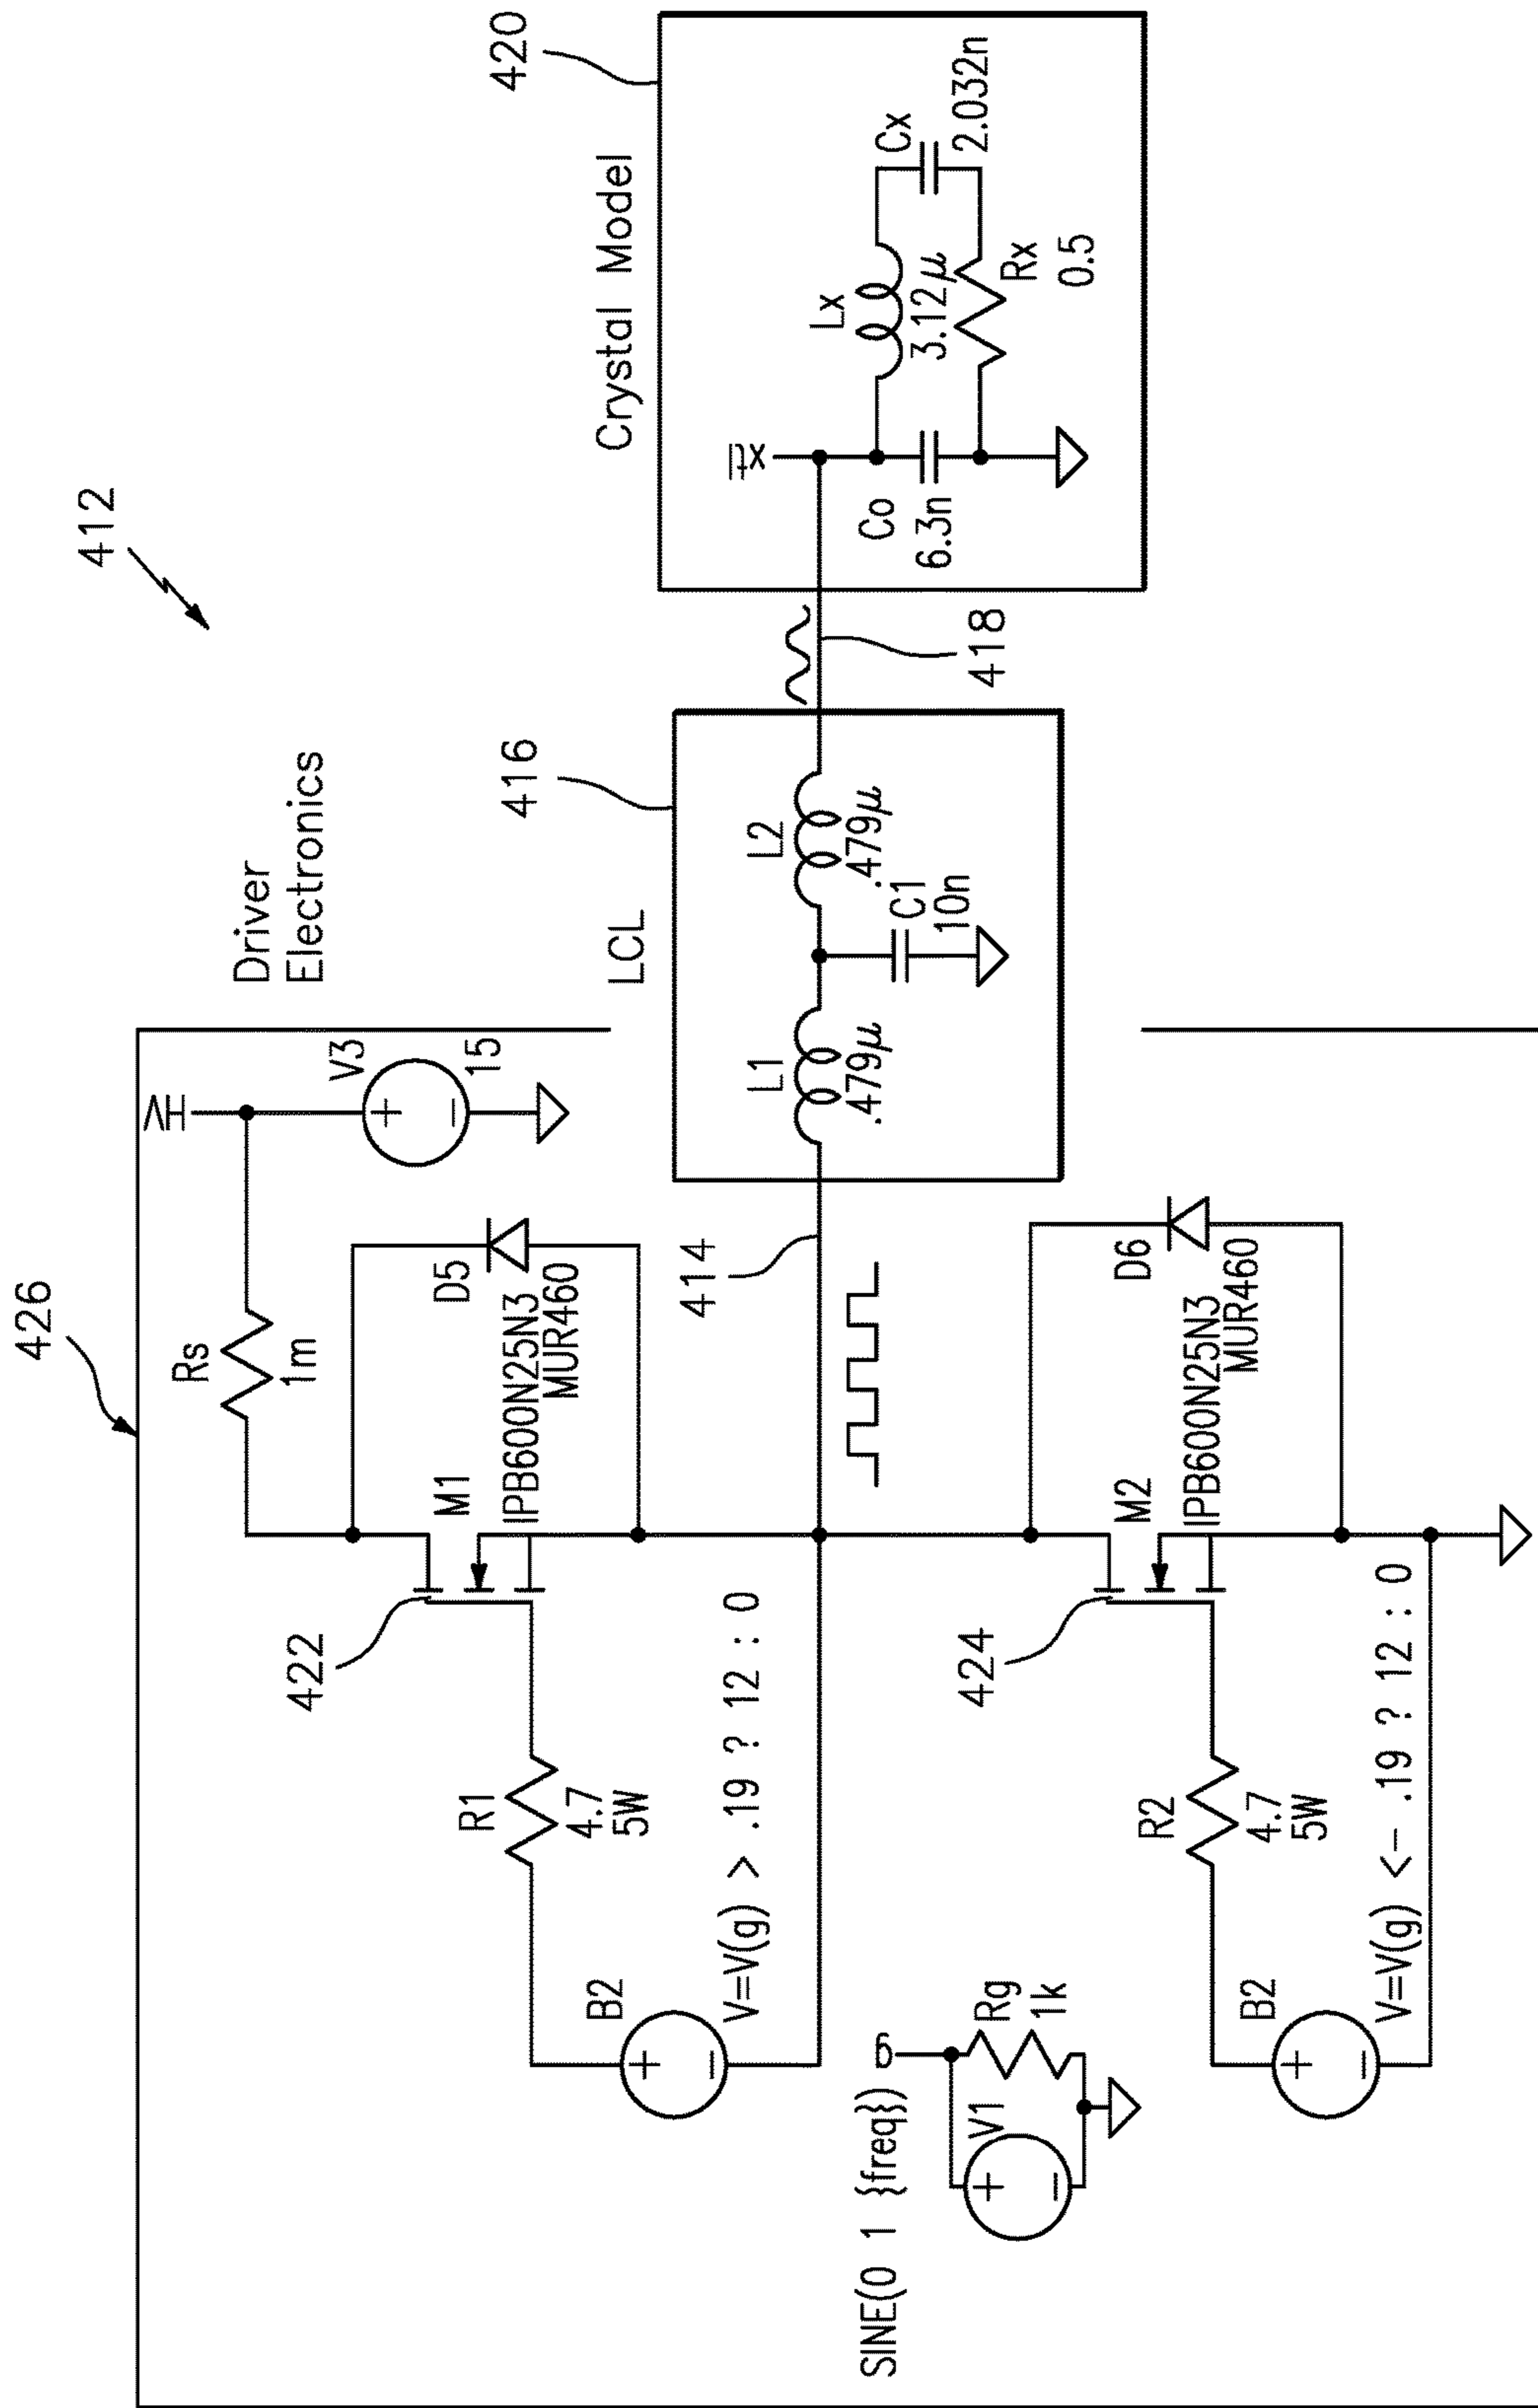 412
426
Driver
Electronics
HV
V3
15
Rs
1m
422
M1
D5
IPB600N25N3
MUR460
R1
4.7
5W
B2
V=V(g) > .19 ? 12 : 0
414
LCL
416
L1
.479µ
L2
.479µ
C1
10n
418
Crystal Model
420
xtl
Lx
3.12µ
Cx
2.032n
Co
6.3n
Rx
0.5
SINE(0 1 {freq})
g
V1
Rg
1k
424
M2
D6
IPB600N25N3
MUR460
R2
4.7
5W
B2
V=V(g) <- .19 ? 12 : 0